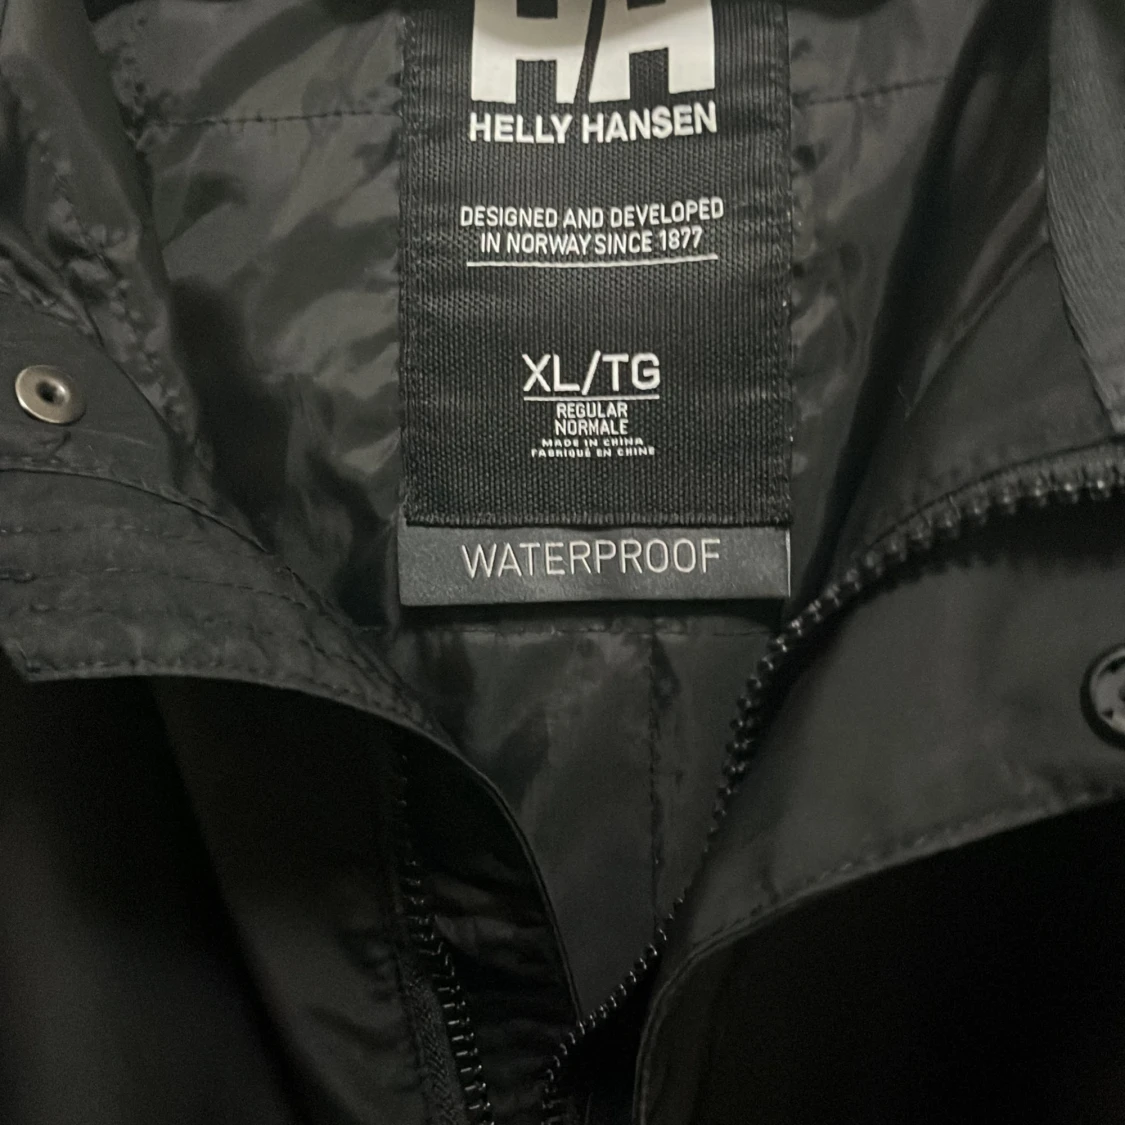 HH
HELLY HANSEN
DESIGNED AND DEVELOPED
IN NORWAY SINCE 1877
XL/TG
REGULAR
NORMALE
MADE IN CHINA
FABRIQUÉ EN CHINE
WATERPROOF